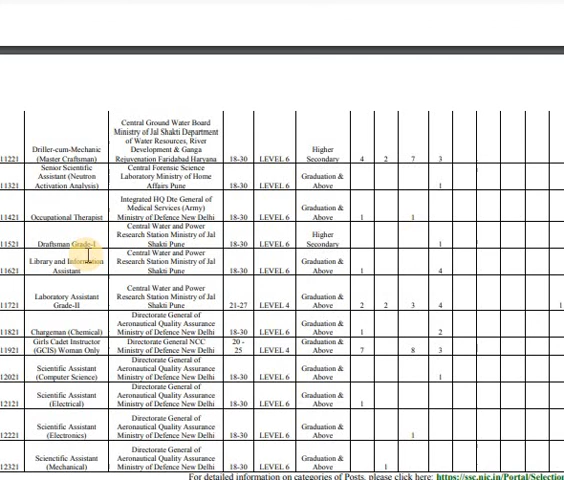 11221 Driller-cum-Mechanic (Master Craftsman) Central Ground Water Board Ministry of Jal Shakti Department of Water Resources, River Development & Ganga Rejuvenation Faridabad Haryana 18-30 LEVEL 6 Higher Secondary 4 2 7 3
11321 Senior Scientific Assistant (Neutron Activation Analysis) Central Forensic Science Laboratory Ministry of Home Affairs Pune 18-30 LEVEL 6 Graduation & Above 1
11421 Occupational Therapist Integrated HQ Dte General of Medical Services (Army) Ministry of Defence New Delhi 18-30 LEVEL 6 Graduation & Above 1 1
11521 Draftsman Grade-I Central Water and Power Research Station Ministry of Jal Shakti Pune 18-30 LEVEL 6 Higher Secondary 1
11621 Library and Information Assistant Central Water and Power Research Station Ministry of Jal Shakti Pune 18-30 LEVEL 6 Graduation & Above 1 4
11721 Laboratory Assistant Grade-II Central Water and Power Research Station Ministry of Jal Shakti Pune 21-27 LEVEL 4 Graduation & Above 2 2 3 4 1
11821 Chargeman (Chemical) Directorate General of Aeronautical Quality Assurance Ministry of Defence New Delhi 18-30 LEVEL 6 Graduation & Above 1 2
11921 Girls Cadet Instructor (GCIS) Woman Only Directorate General NCC Ministry of Defence New Delhi 20 - 25 LEVEL 4 Graduation & Above 7 8 3
12021 Scientific Assistant (Computer Science) Directorate General of Aeronautical Quality Assurance Ministry of Defence New Delhi 18-30 LEVEL 6 Graduation & Above 1
12121 Scientific Assistant (Electrical) Directorate General of Aeronautical Quality Assurance Ministry of Defence New Delhi 18-30 LEVEL 6 Graduation & Above 1
12221 Scientific Assistant (Electronics) Directorate General of Aeronautical Quality Assurance Ministry of Defence New Delhi 18-30 LEVEL 6 Graduation & Above 1
12321 Scienctific Assistant (Mechanical) Directorate General of Aeronautical Quality Assurance Ministry of Defence New Delhi 18-30 LEVEL 6 Graduation & Above 1
For detailed information on categories of Posts, please click here: https://ssc.nic.in/Portal/Selection